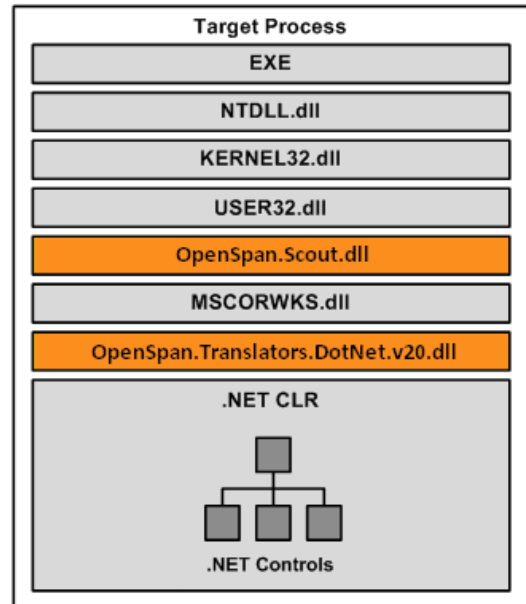 Target Process
EXE
NTDLL.dll
KERNEL32.dll
USER32.dll
OpenSpan.Scout.dll
MSCORWKS.dll
OpenSpan.Translators.DotNet.v20.dll
.NET CLR
.NET Controls